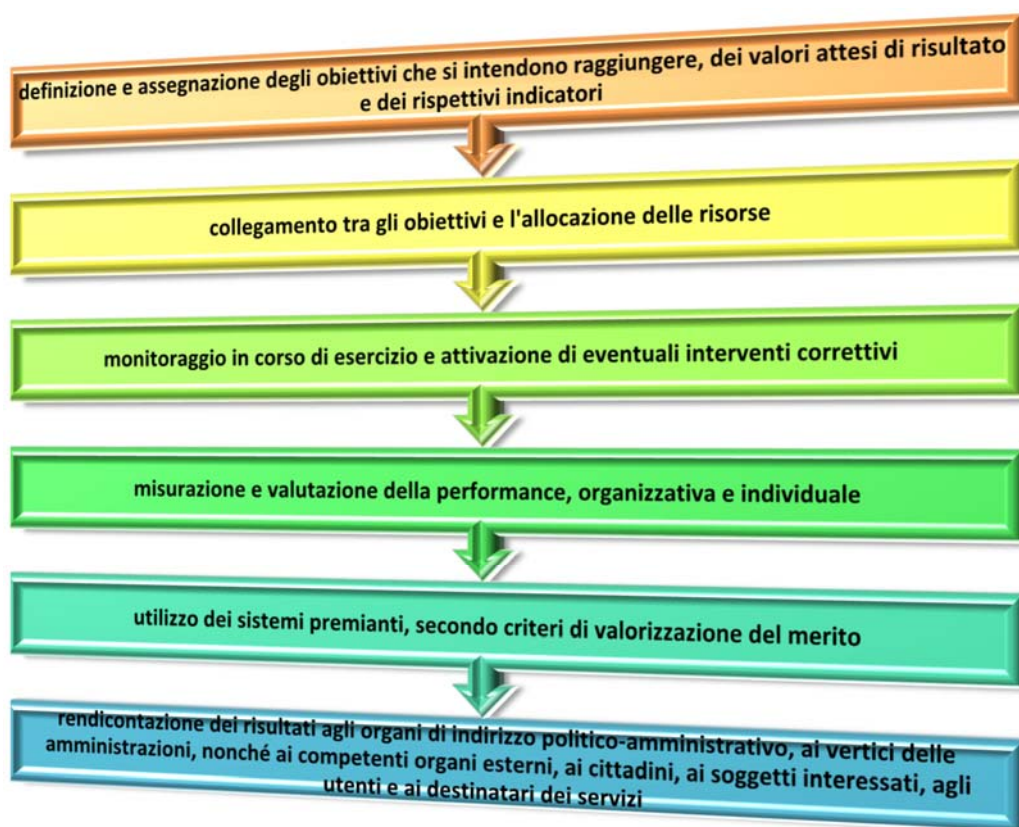 definizione e assegnazione degli obiettivi che si intendono raggiungere, dei valori attesi di risultato
e dei rispettivi indicatori
collegamento tra gli obiettivi e l'allocazione delle risorse
monitoraggio in corso di esercizio e attivazione di eventuali interventi correttivi
misurazione e valutazione della performance, organizzativa e individuale
utilizzo dei sistemi premianti, secondo criteri di valorizzazione del merito
rendicontazione dei risultati agli organi di indirizzo politico-amministrativo, ai vertici delle
amministrazioni, nonché ai competenti organi esterni, ai cittadini, ai soggetti interessati, agli
utenti e ai destinatari dei servizi